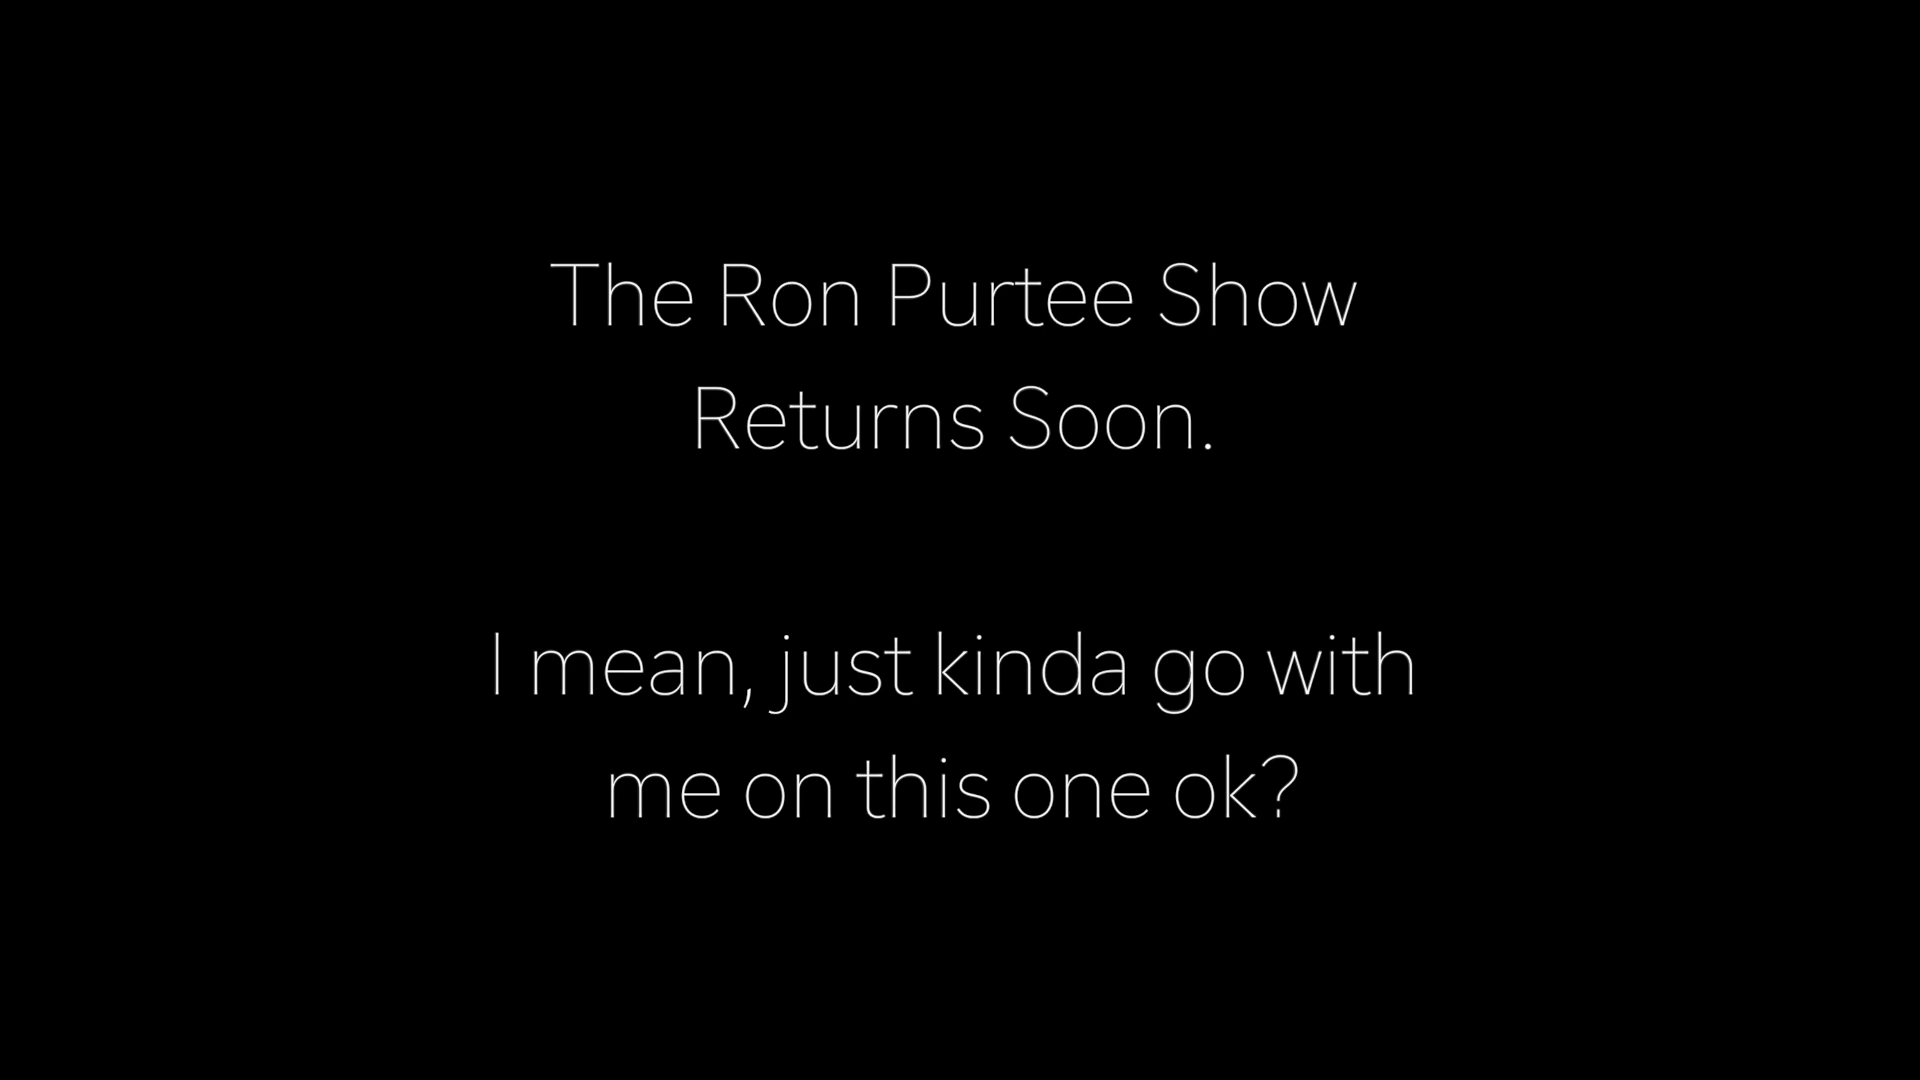 The Ron Purtee Show
Returns Soon.
I mean, just kinda go with
me on this one ok?